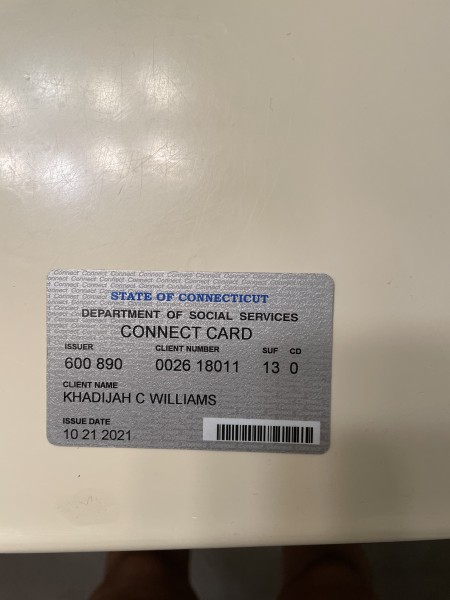 STATE OF CONNECTICUT
DEPARTMENT OF SOCIAL SERVICES
CONNECT CARD
ISSUER CLIENT NUMBER SUF CD
600 890 0026 18011 13 0
CLIENT NAME
KHADIJAH C WILLIAMS
ISSUE DATE
10 21 2021